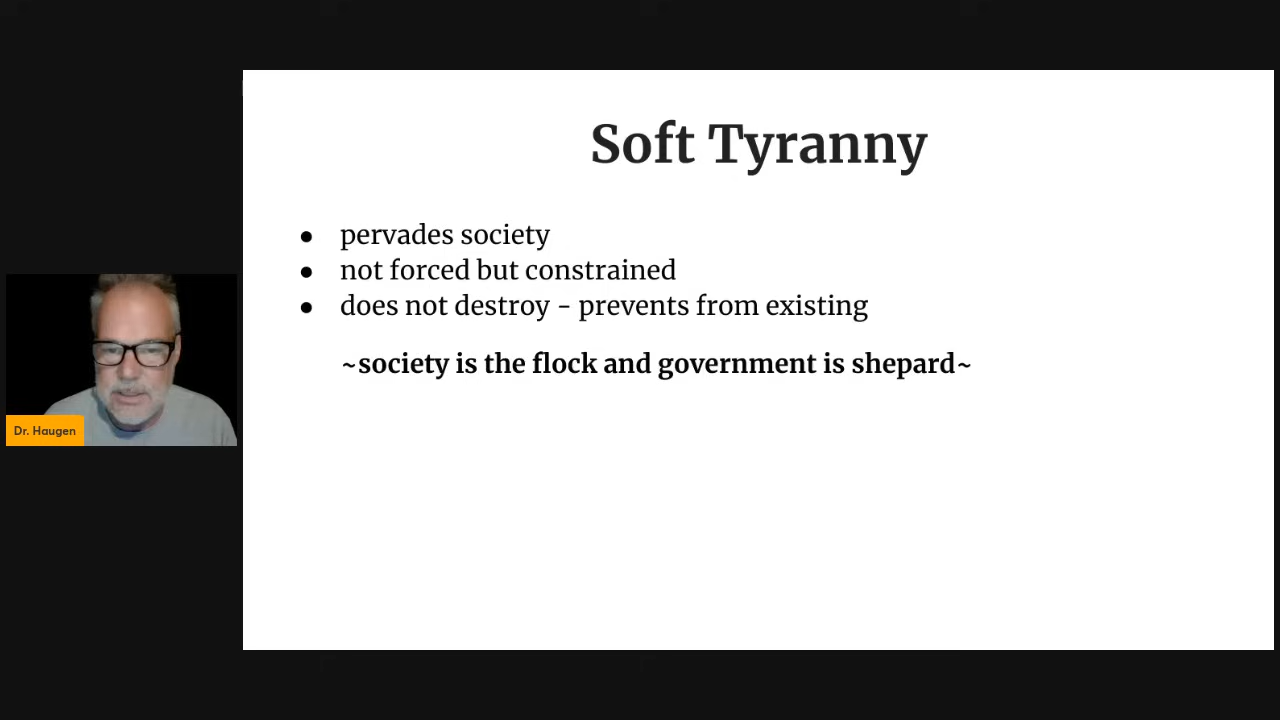 Soft Tyranny
● pervades society
● not forced but constrained
● does not destroy - prevents from existing
~society is the flock and government is shepard~
Dr. Haugen